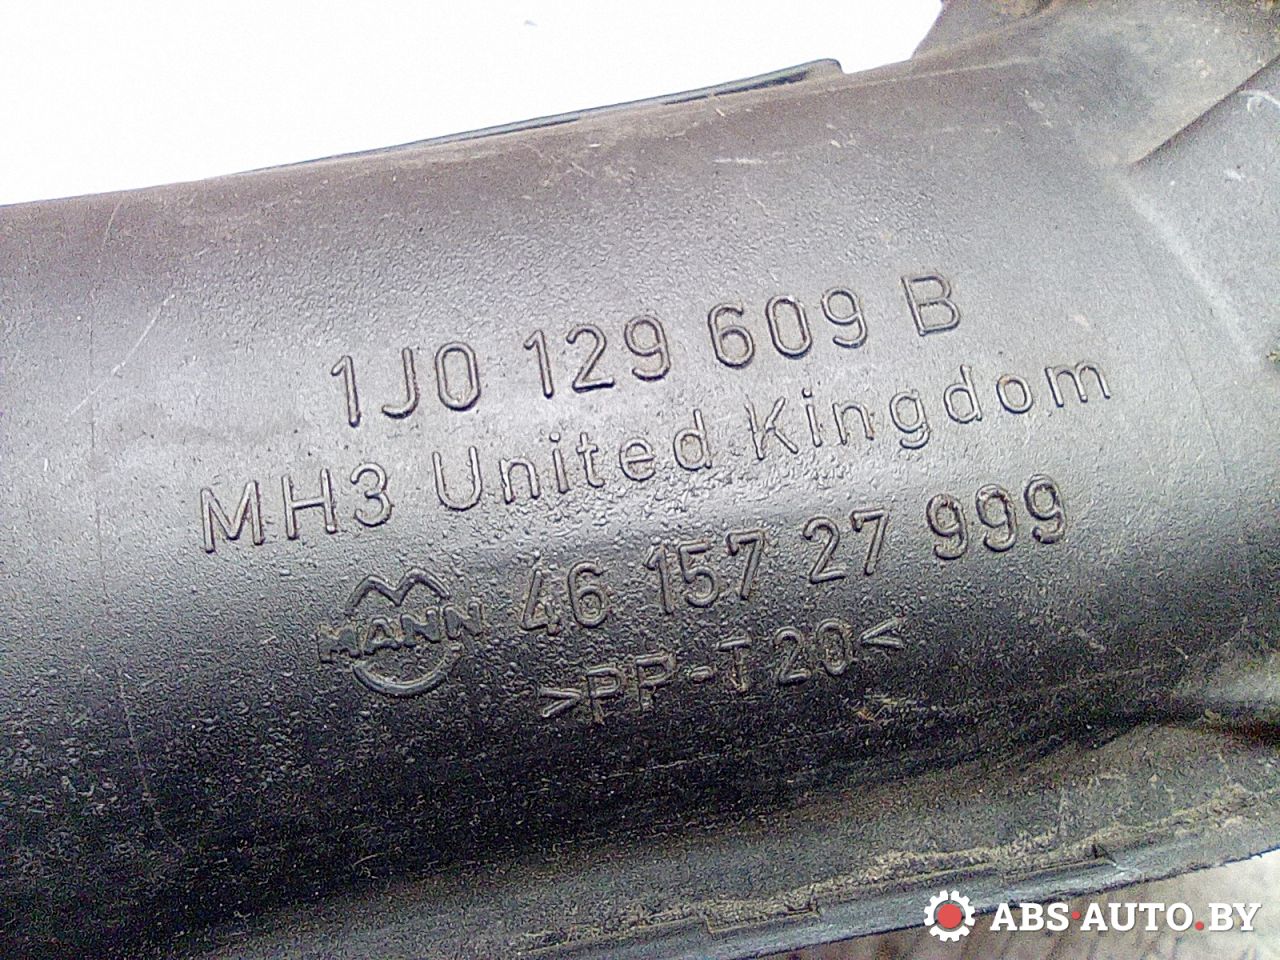 1J0 129 609 B
MH3 United Kingdom
MANN 46 157 27 999
>PP-T20<
ABS·AUTO.BY